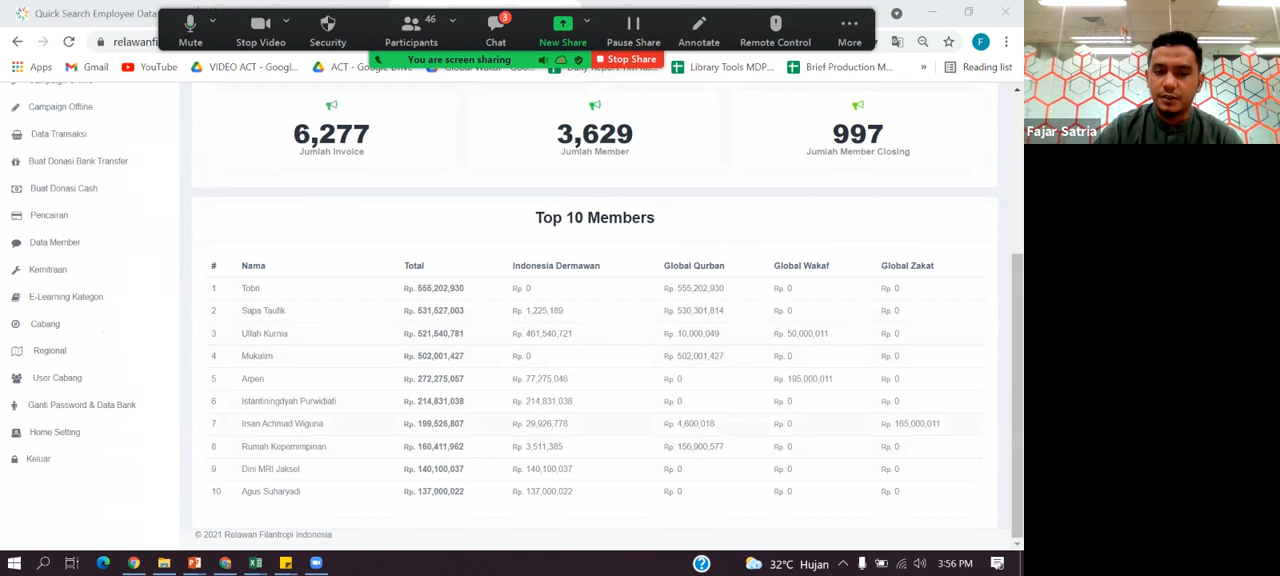 Quick Search Employee Data
Mute
Stop Video
Security
Participants
46
Chat
3
New Share
Pause Share
Annotate
Remote Control
More
You are screen sharing
Stop Share
relawanfi
F
Apps
Gmail
YouTube
VIDEO ACT - Googl...
ACT - Google Drive
Library Tools MDP...
Brief Production M...
»
Reading list
Campaign Offline
Data Transaksi
Buat Donasi Bank Transfer
Buat Donasi Cash
Pencairan
Data Member
Kemitraan
E-Learning Kategori
Cabang
Regional
User Cabang
Ganti Password & Data Bank
Home Setting
Keluar
6,277 3,629 997
Jumlah Invoice Jumlah Member Jumlah Member Closing
Top 10 Members
# Nama Total Indonesia Dermawan Global Qurban Global Wakaf Global Zakat
1 Tobri Rp. 555,202,930 Rp. 0 Rp. 555,202,930 Rp. 0 Rp. 0
2 Sapa Taufik Rp. 531,527,003 Rp. 1,225,189 Rp. 530,301,814 Rp. 0 Rp. 0
3 Ullah Kurnia Rp. 521,540,781 Rp. 461,540,721 Rp. 10,000,049 Rp. 50,000,011 Rp. 0
4 Mukalim Rp. 502,001,427 Rp. 0 Rp. 502,001,427 Rp. 0 Rp. 0
5 Arpen Rp. 272,275,057 Rp. 77,275,046 Rp. 0 Rp. 195,000,011 Rp. 0
6 Istantiningdyah Purwidiati Rp. 214,831,038 Rp. 214,831,038 Rp. 0 Rp. 0 Rp. 0
7 Irsan Achmad Wiguna Rp. 199,526,807 Rp. 29,926,778 Rp. 4,600,018 Rp. 0 Rp. 165,000,011
8 Rumah Kepemimpinan Rp. 160,411,962 Rp. 3,511,385 Rp. 156,900,577 Rp. 0 Rp. 0
9 Dini MRI Jaksel Rp. 140,100,037 Rp. 140,100,037 Rp. 0 Rp. 0 Rp. 0
10 Agus Suharyadi Rp. 137,000,022 Rp. 137,000,022 Rp. 0 Rp. 0 Rp. 0
© 2021 Relawan Filantropi Indonesia
Fajar Satria
32°C Hujan
3:56 PM